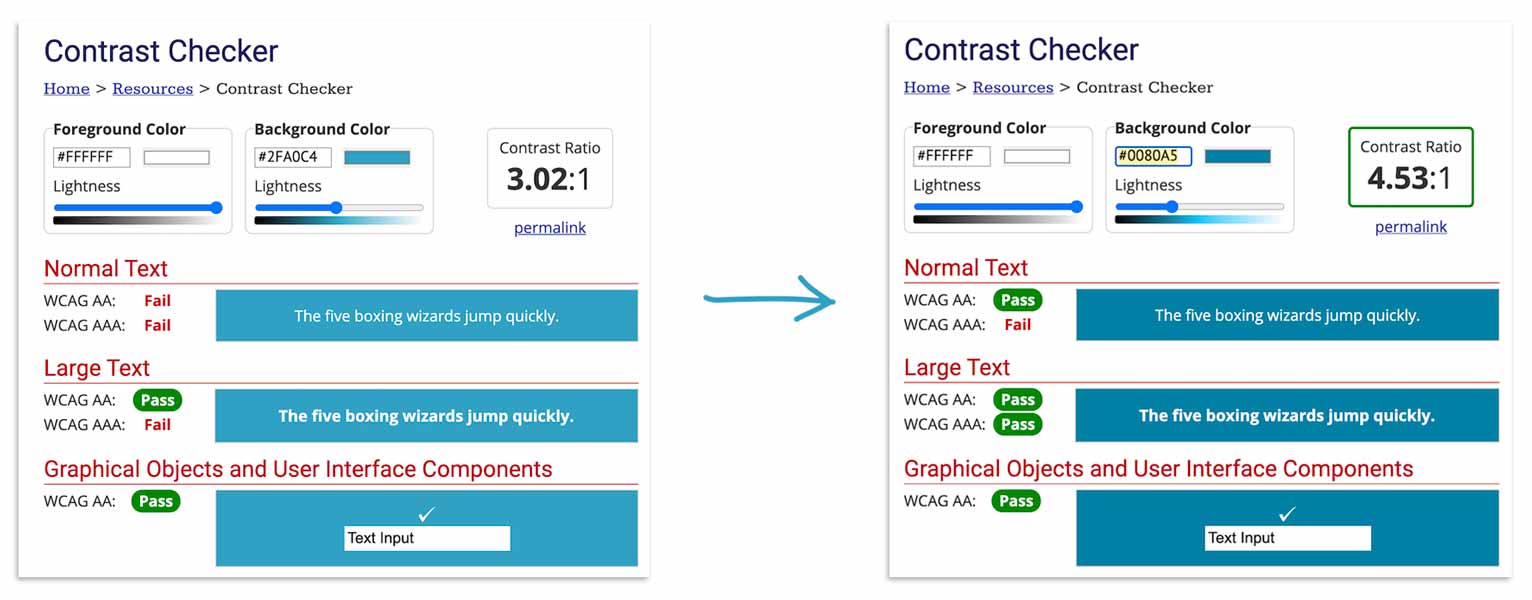 Contrast Checker
Home > Resources > Contrast Checker
Foreground Color
#FFFFFF
Lightness
Background Color
#2FA0C4
Lightness
Contrast Ratio
3.02:1
permalink
Normal Text
WCAG AA: Fail
WCAG AAA: Fail
The five boxing wizards jump quickly.
Large Text
WCAG AA: Pass
WCAG AAA: Fail
The five boxing wizards jump quickly.
Graphical Objects and User Interface Components
WCAG AA: Pass
✓
Text Input
Contrast Checker
Home > Resources > Contrast Checker
Foreground Color
#FFFFFF
Lightness
Background Color
#0080A5
Lightness
Contrast Ratio
4.53:1
permalink
Normal Text
WCAG AA: Pass
WCAG AAA: Fail
The five boxing wizards jump quickly.
Large Text
WCAG AA: Pass
WCAG AAA: Pass
The five boxing wizards jump quickly.
Graphical Objects and User Interface Components
WCAG AA: Pass
✓
Text Input